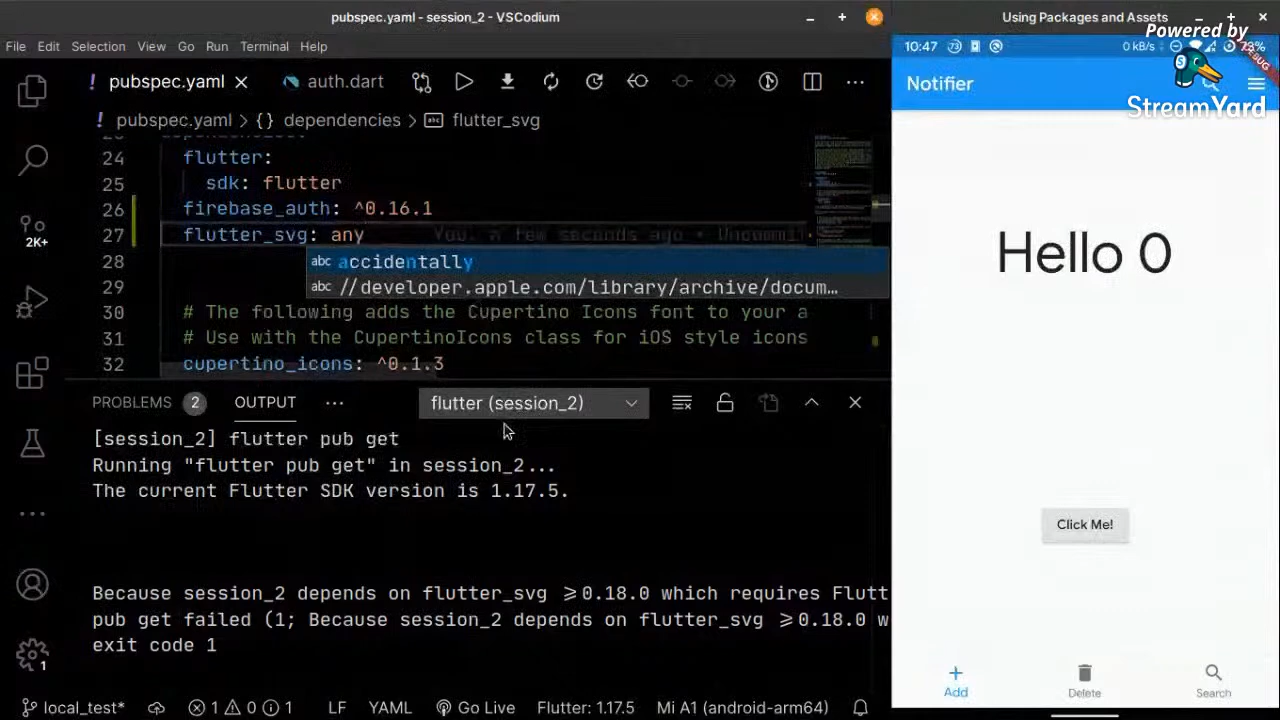 pubspec.yaml - session_2 - VSCodium
File Edit Selection View Go Run Terminal Help
pubspec.yaml
auth.dart
pubspec.yaml > {} dependencies > flutter_svg
24 flutter:
25 sdk: flutter
26 firebase_auth: ^0.16.1
27 flutter_svg: any
abc accidentally
28
abc //developer.apple.com/library/archive/docum…
29
30 # The following adds the Cupertino Icons font to your a
31 # Use with the CupertinoIcons class for iOS style icons
32 cupertino_icons: ^0.1.3
2K+
PROBLEMS 2 OUTPUT
flutter (session_2)
[session_2] flutter pub get
Running "flutter pub get" in session_2...
The current Flutter SDK version is 1.17.5.
Because session_2 depends on flutter_svg ≥0.18.0 which requires Flutt
pub get failed (1; Because session_2 depends on flutter_svg ≥0.18.0 w
exit code 1
1
local_test* 1 0 1 LF YAML Go Live Flutter: 1.17.5 Mi A1 (android-arm64)
Using Packages and Assets
Powered by
StreamYard
10:47 73 0 kB/s 73%
Notifier
Hello 0
Click Me!
Add
Delete
Search